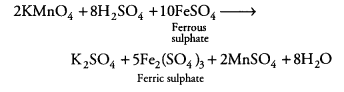 2KMnO₄ + 8H₂SO₄ + 10FeSO₄ ⟶
Ferrous
sulphate
K₂SO₄ + 5Fe₂(SO₄)₃ + 2MnSO₄ + 8H₂O
Ferric sulphate